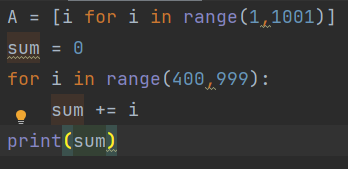 A = [i for i in range(1,1001)]
sum = 0
for i in range(400,999):
    sum += i
print(sum)